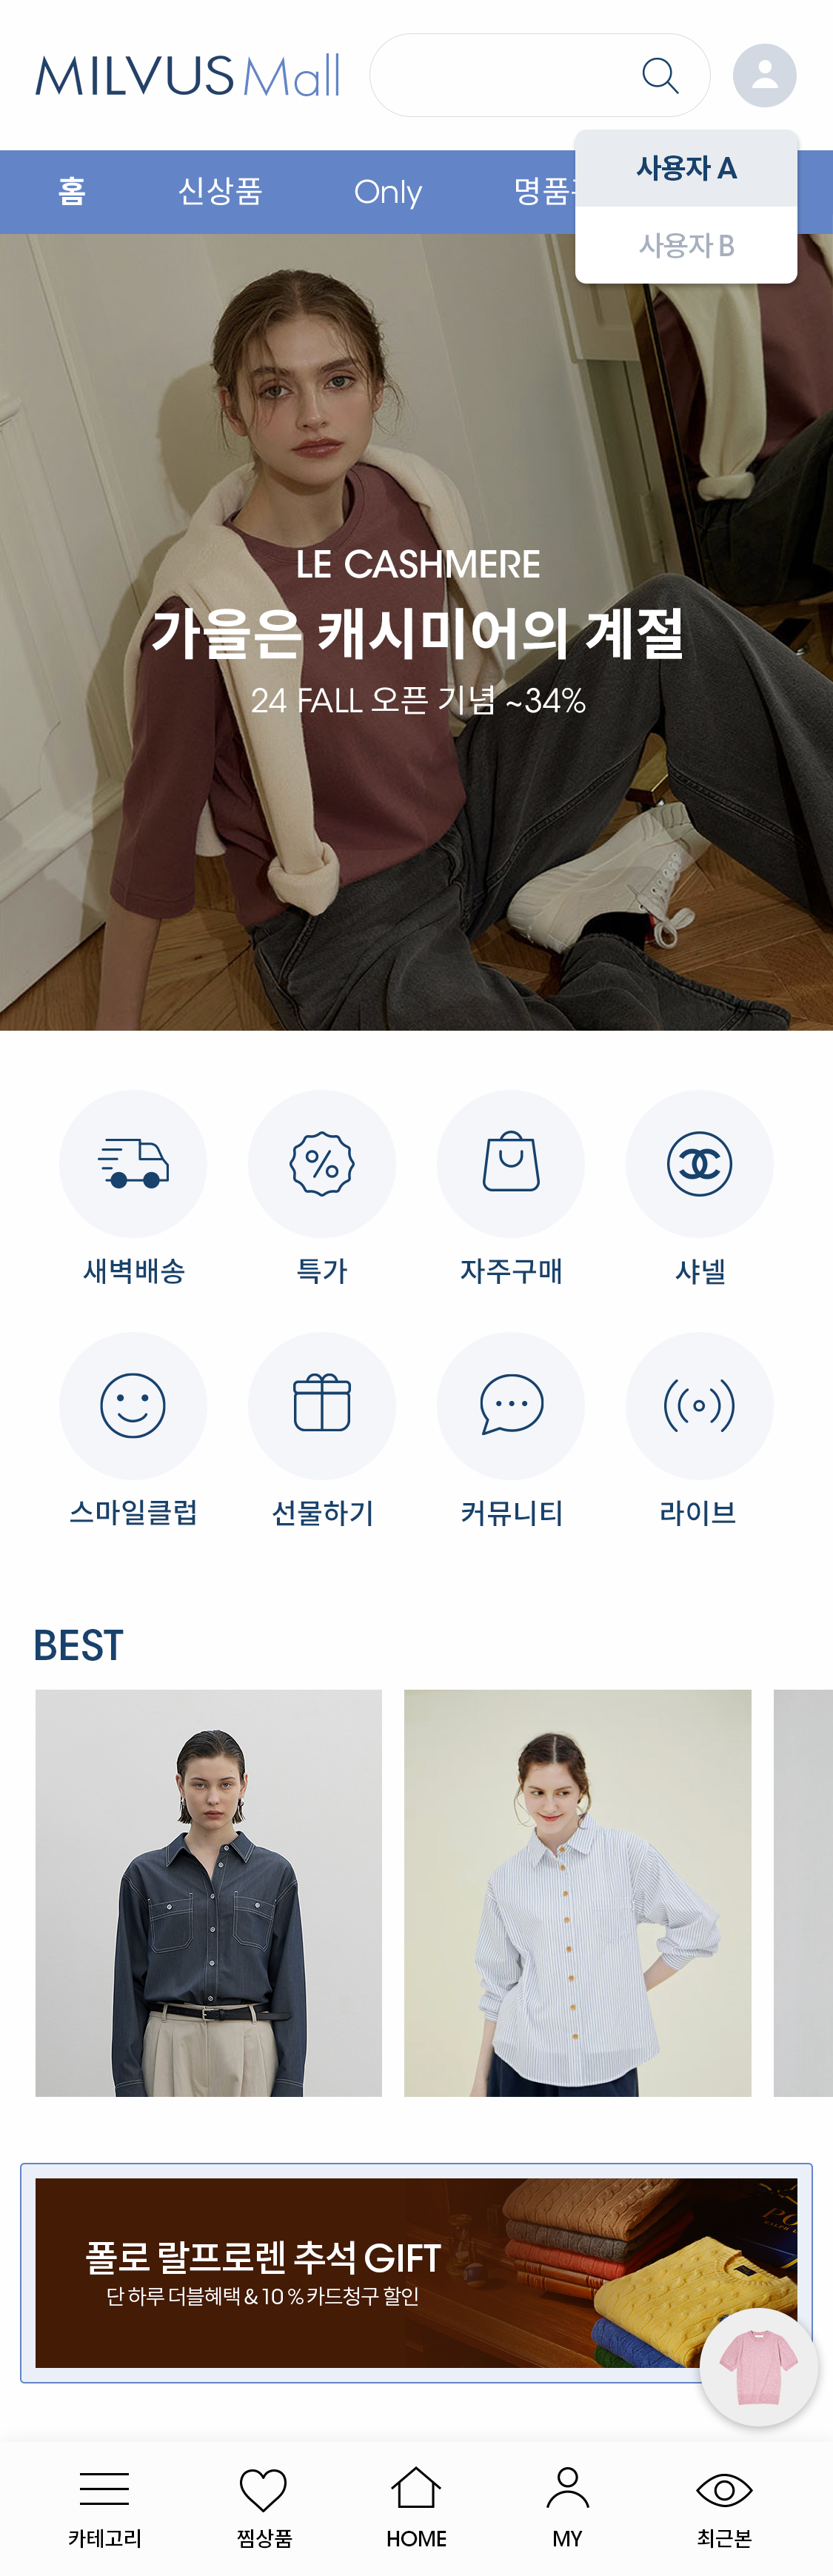 MILVUS Mall
사용자 A
사용자 B
홈 신상품 Only 명품
LE CASHMERE
가을은 캐시미어의 계절
24 FALL 오픈 기념 ~34%
새벽배송 특가 자주구매 샤넬
스마일클럽 선물하기 커뮤니티 라이브
BEST
폴로 랄프로렌 추석 GIFT
단 하루 더블혜택 & 10 % 카드청구 할인
카테고리 찜상품 HOME MY 최근본